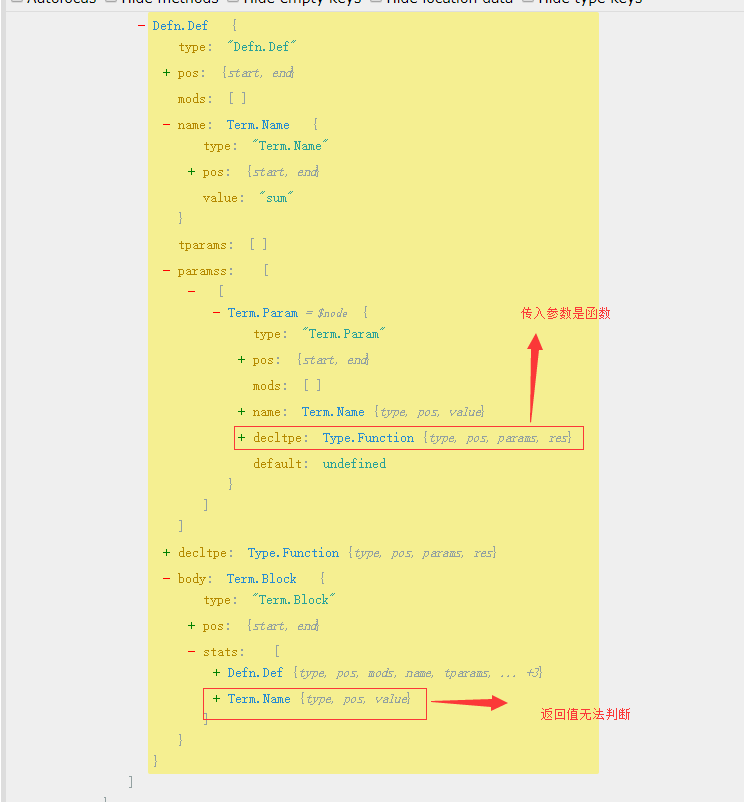 Autofocus Hide methods Hide empty keys Hide location data Hide type keys
- Defn.Def {
type: "Defn.Def"
+ pos: {start, end}
mods: [ ]
- name: Term.Name {
type: "Term.Name"
+ pos: {start, end}
value: "sum"
}
tparams: [ ]
- paramss: [
- [
- Term.Param = $node {
传入参数是函数
type: "Term.Param"
+ pos: {start, end}
mods: [ ]
+ name: Term.Name {type, pos, value}
+ decltpe: Type.Function {type, pos, params, res}
default: undefined
}
]
]
+ decltpe: Type.Function {type, pos, params, res}
- body: Term.Block {
type: "Term.Block"
+ pos: {start, end}
- stats: [
+ Defn.Def {type, pos, mods, name, tparams, ... +3}
+ Term.Name {type, pos, value}
返回值无法判断
]
}
}
]